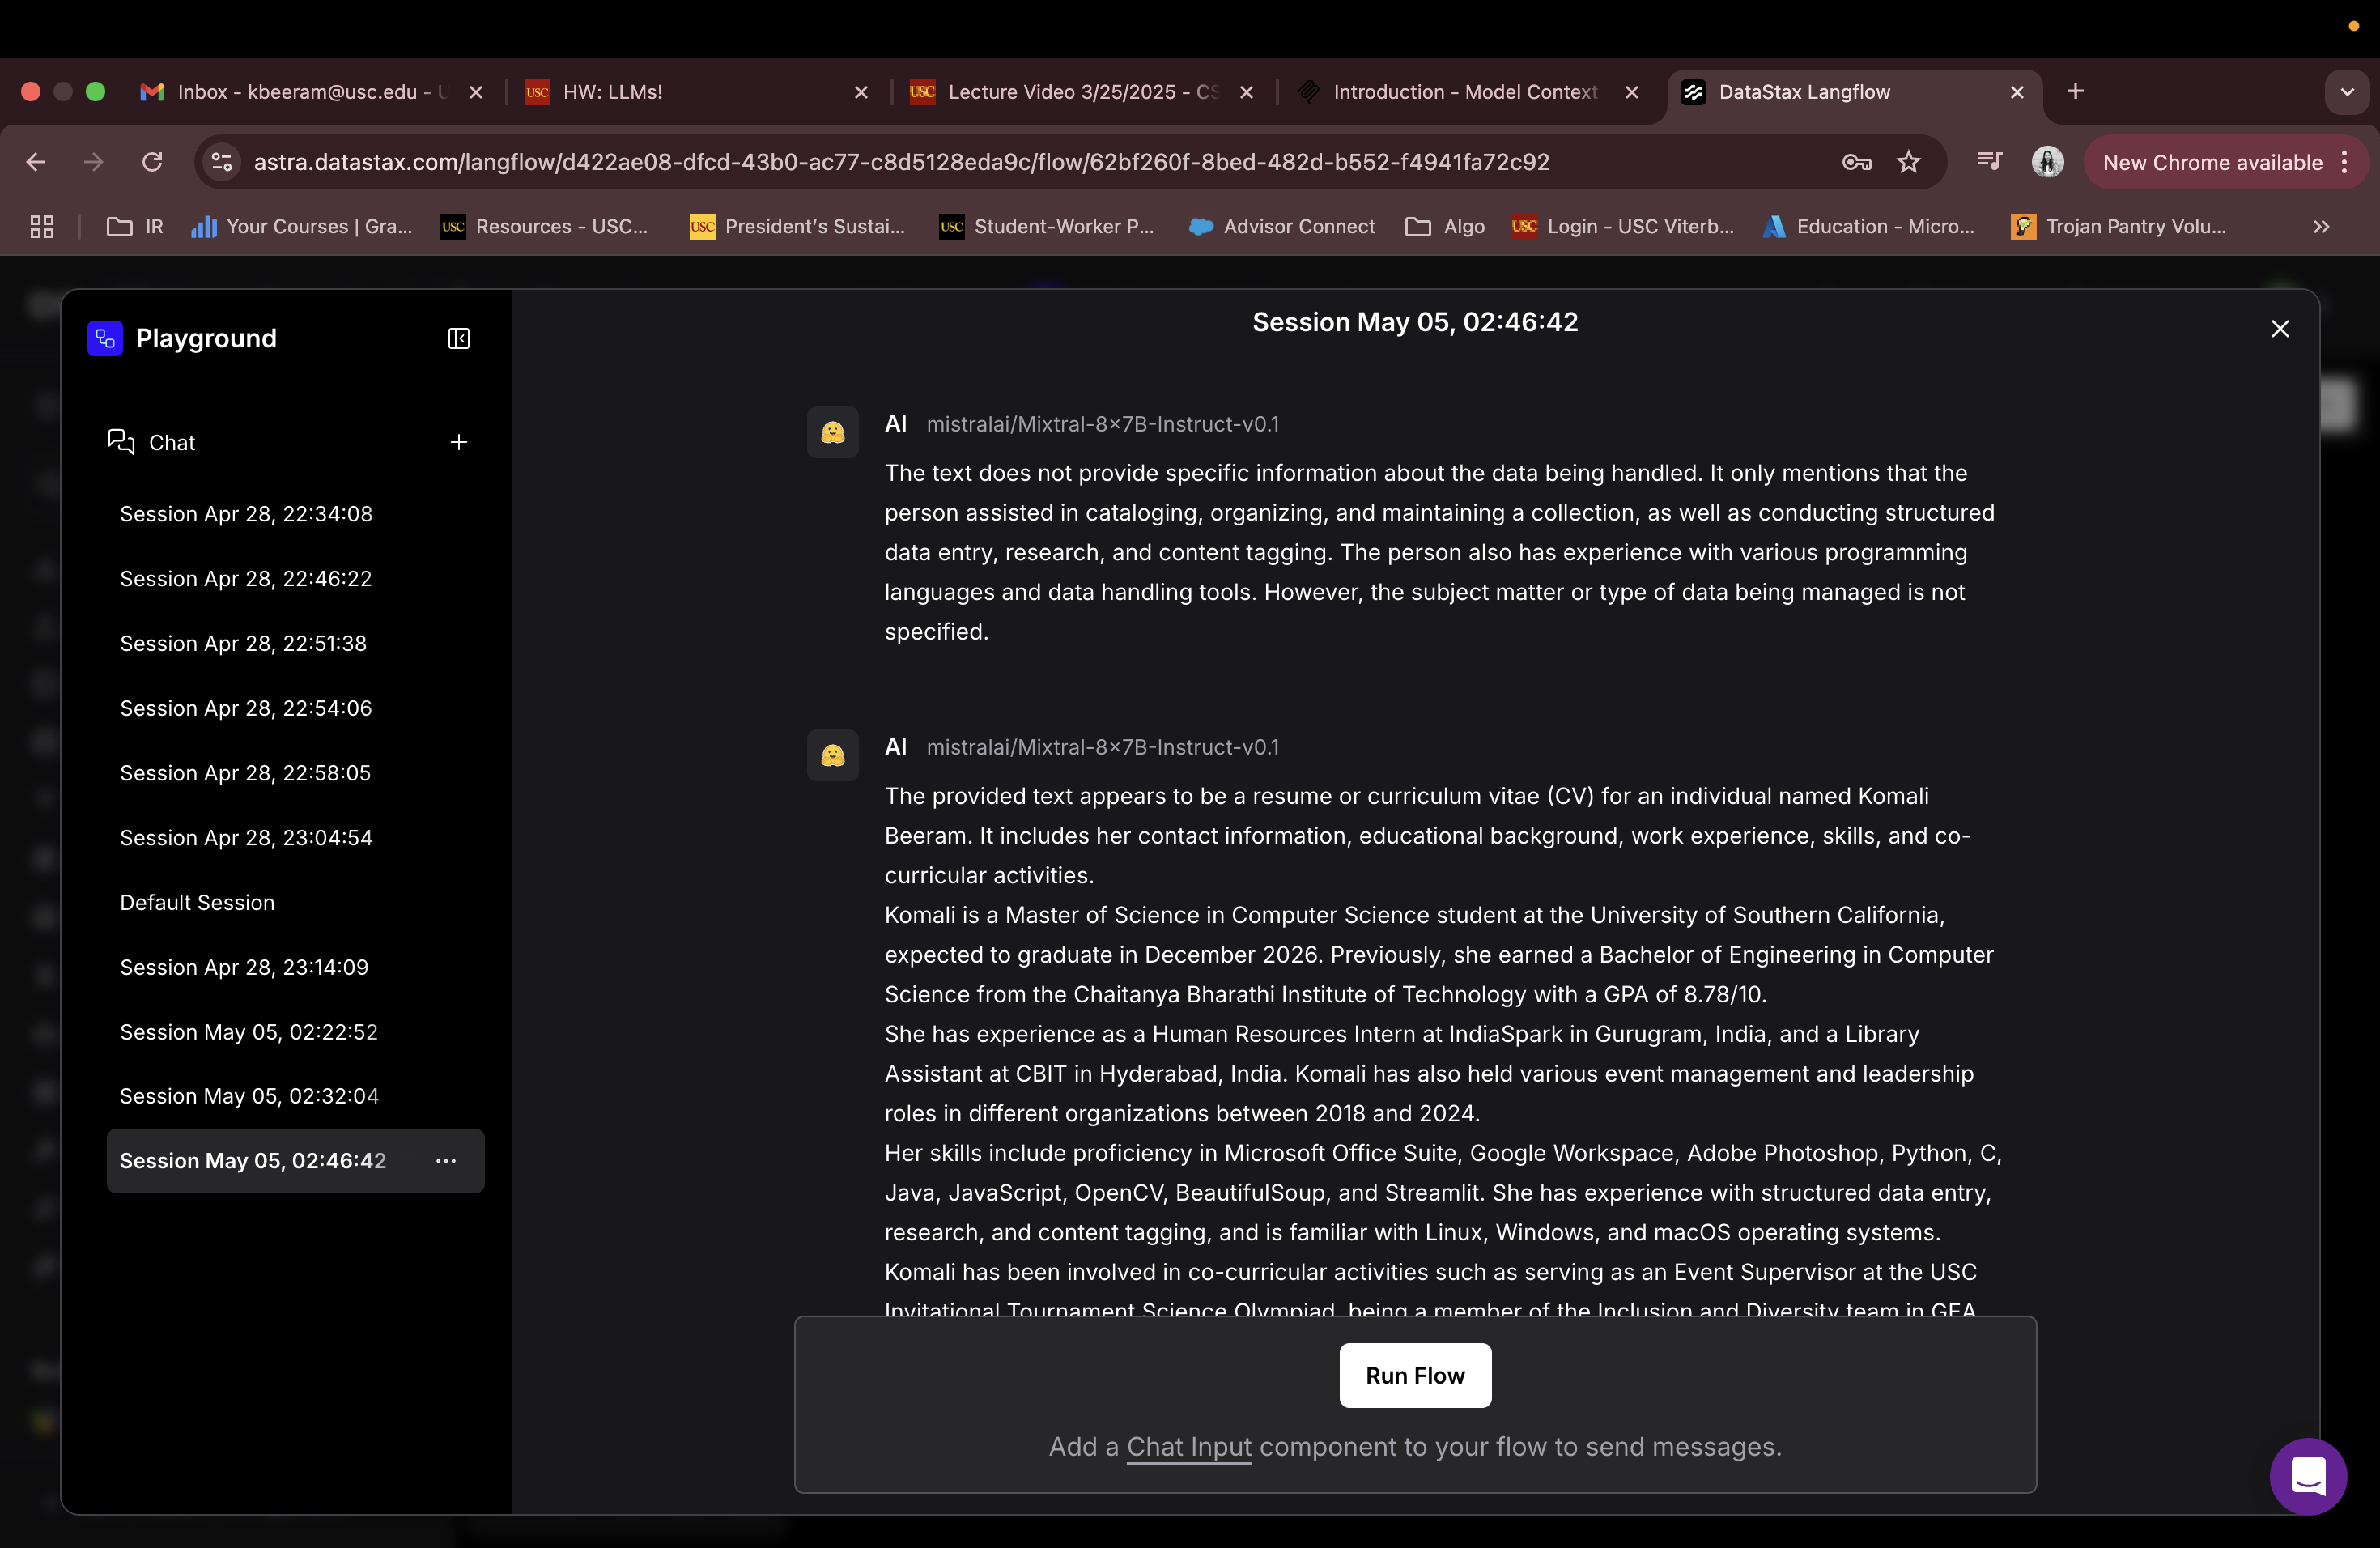 Inbox - kbeeram@usc.edu - U
HW: LLMs!
Lecture Video 3/25/2025 - CS
Introduction - Model Context
DataStax Langflow
astra.datastax.com/langflow/d422ae08-dfcd-43b0-ac77-c8d5128eda9c/flow/62bf260f-8bed-482d-b552-f4941fa72c92
New Chrome available
IR
Your Courses | Gra...
USC Resources - USC...
USC President's Sustai...
USC Student-Worker P...
Advisor Connect
Algo
USC Login - USC Viterb...
Education - Micro...
Trojan Pantry Volu...
Playground
Session May 05, 02:46:42
Chat
Session Apr 28, 22:34:08
Session Apr 28, 22:46:22
Session Apr 28, 22:51:38
Session Apr 28, 22:54:06
Session Apr 28, 22:58:05
Session Apr 28, 23:04:54
Default Session
Session Apr 28, 23:14:09
Session May 05, 02:22:52
Session May 05, 02:32:04
Session May 05, 02:46:42
AI mistralai/Mixtral-8x7B-Instruct-v0.1
The text does not provide specific information about the data being handled. It only mentions that the
person assisted in cataloging, organizing, and maintaining a collection, as well as conducting structured
data entry, research, and content tagging. The person also has experience with various programming
languages and data handling tools. However, the subject matter or type of data being managed is not
specified.
AI mistralai/Mixtral-8x7B-Instruct-v0.1
The provided text appears to be a resume or curriculum vitae (CV) for an individual named Komali
Beeram. It includes her contact information, educational background, work experience, skills, and co-
curricular activities.
Komali is a Master of Science in Computer Science student at the University of Southern California,
expected to graduate in December 2026. Previously, she earned a Bachelor of Engineering in Computer
Science from the Chaitanya Bharathi Institute of Technology with a GPA of 8.78/10.
She has experience as a Human Resources Intern at IndiaSpark in Gurugram, India, and a Library
Assistant at CBIT in Hyderabad, India. Komali has also held various event management and leadership
roles in different organizations between 2018 and 2024.
Her skills include proficiency in Microsoft Office Suite, Google Workspace, Adobe Photoshop, Python, C,
Java, JavaScript, OpenCV, BeautifulSoup, and Streamlit. She has experience with structured data entry,
research, and content tagging, and is familiar with Linux, Windows, and macOS operating systems.
Komali has been involved in co-curricular activities such as serving as an Event Supervisor at the USC
Invitational Tournament Science Olympiad, being a member of the Inclusion and Diversity team in GEA
Run Flow
Add a Chat Input component to your flow to send messages.